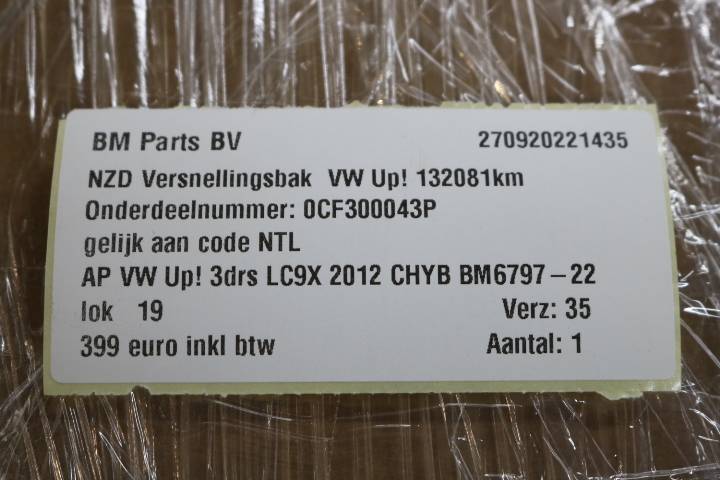 BM Parts BV 270920221435
NZD Versnellingsbak VW Up! 132081km
Onderdeelnummer: 0CF300043P
gelijk aan code NTL
AP VW Up! 3drs LC9X 2012 CHYB BM6797-22
lok 19 Verz: 35
399 euro inkl btw Aantal: 1